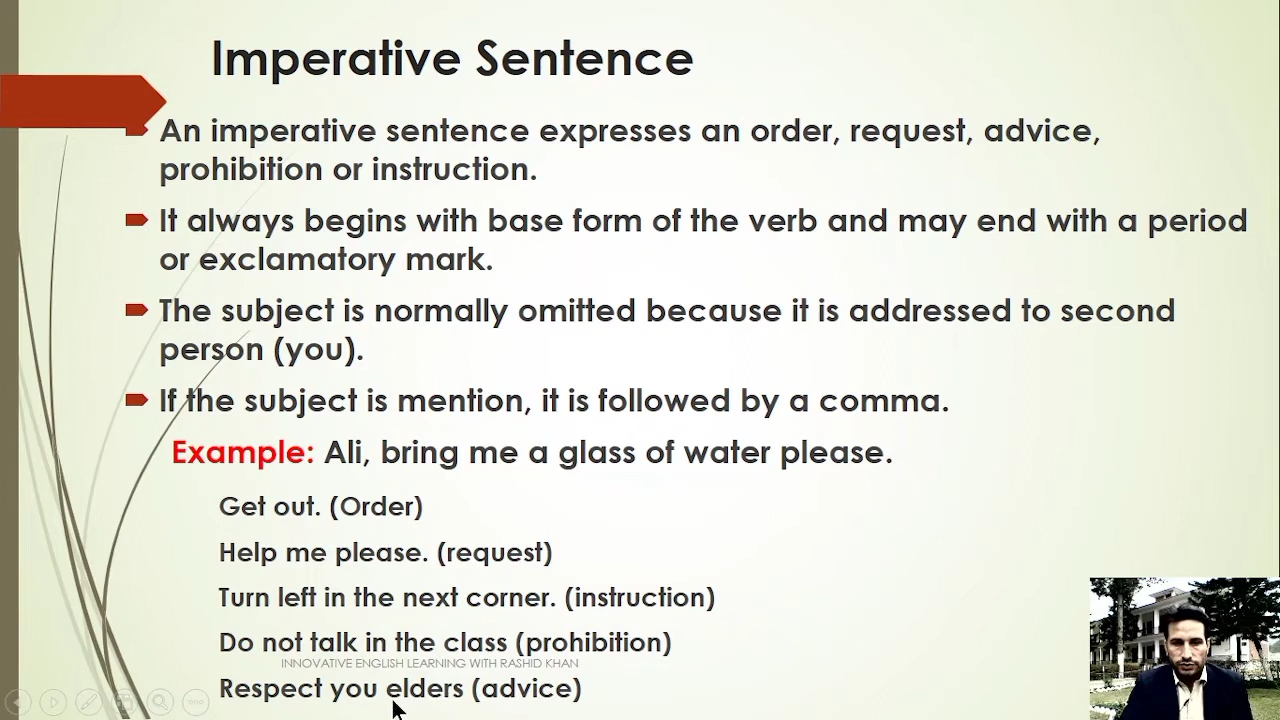 Imperative Sentence
An imperative sentence expresses an order, request, advice,
prohibition or instruction.
It always begins with base form of the verb and may end with a period
or exclamatory mark.
The subject is normally omitted because it is addressed to second
person (you).
If the subject is mention, it is followed by a comma.
Example: Ali, bring me a glass of water please.
Get out. (Order)
Help me please. (request)
Turn left in the next corner. (instruction)
Do not talk in the class (prohibition)
INNOVATIVE ENGLISH LEARNING WITH RASHID KHAN
Respect you elders (advice)